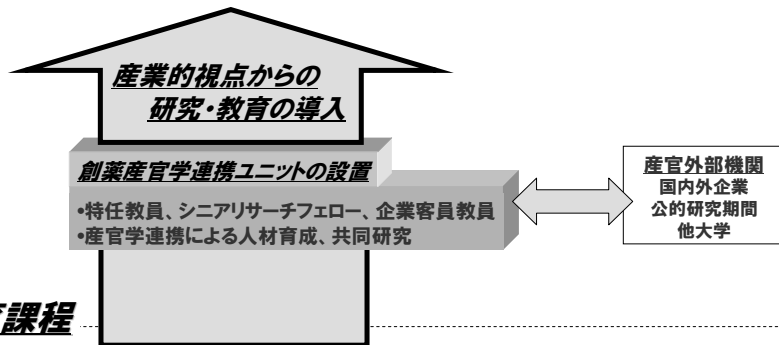 産業的視点からの
研究・教育の導入
創薬産官学連携ユニットの設置
・特任教員、シニアリサーチフェロー、企業客員教員
・産官学連携による人材育成、共同研究
産官外部機関
国内外企業
公的研究期間
他大学
課程